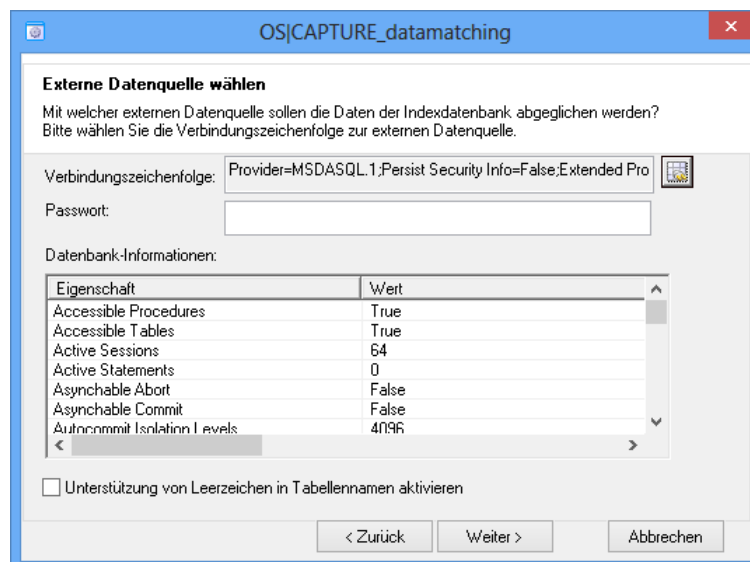 OS|CAPTURE_datamatching
Externe Datenquelle wählen
Mit welcher externen Datenquelle sollen die Daten der Indexdatenbank abgeglichen werden?
Bitte wählen Sie die Verbindungszeichenfolge zur externen Datenquelle.
Verbindungszeichenfolge: Provider=MSDASQL.1;Persist Security Info=False;Extended Pro
Passwort:
Datenbank-Informationen:
Eigenschaft Wert
Accessible Procedures True
Accessible Tables True
Active Sessions 64
Active Statements 0
Asynchable Abort False
Asynchable Commit False
Autocommit Isolation Levels 4096
Unterstützung von Leerzeichen in Tabellennamen aktivieren
< Zurück Weiter > Abbrechen